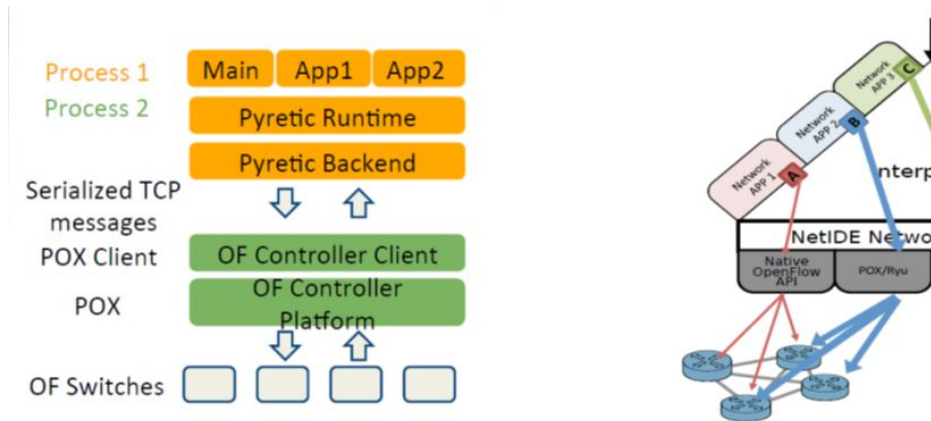 Process 1
Main App1 App2
Process 2
Pyretic Runtime
Pyretic Backend
Serialized TCP
messages
POX Client
OF Controller Client
POX
OF Controller
Platform
OF Switches
Network
APP 3
C
Network
APP 2
B
Network
APP 1
A
nterp
NetIDE Netwo
Native
OpenFlow
API
POX/Ryu